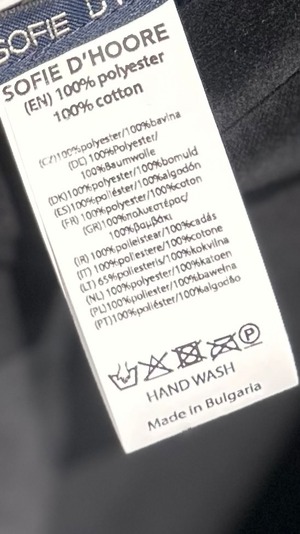 SOFIE D'
SOFIE D'HOORE
(EN) 100% polyester
100% cotton
(CZ)100%polyester/100%bavlna
(DE)100%Polyester/
100%Baumwolle
(DK)100%polyester/100%bomuld
(ES)100%poliéster/100%algodón
(FR) 100%polyester/100%coton
(GR)100%πολυεστέρας/
100%βαμβάκι
(IR) 100%poileistear/100%cadás
(IT) 100%poliestere/100%cotone
(LT) 65%poliesteris/100%kokvilna
(NL) 100%polyester/100%katoen
(PL)100%poliester/100%bawełna
(PT)100%poliéster/100%algodão
P
HAND WASH
Made in Bulgaria